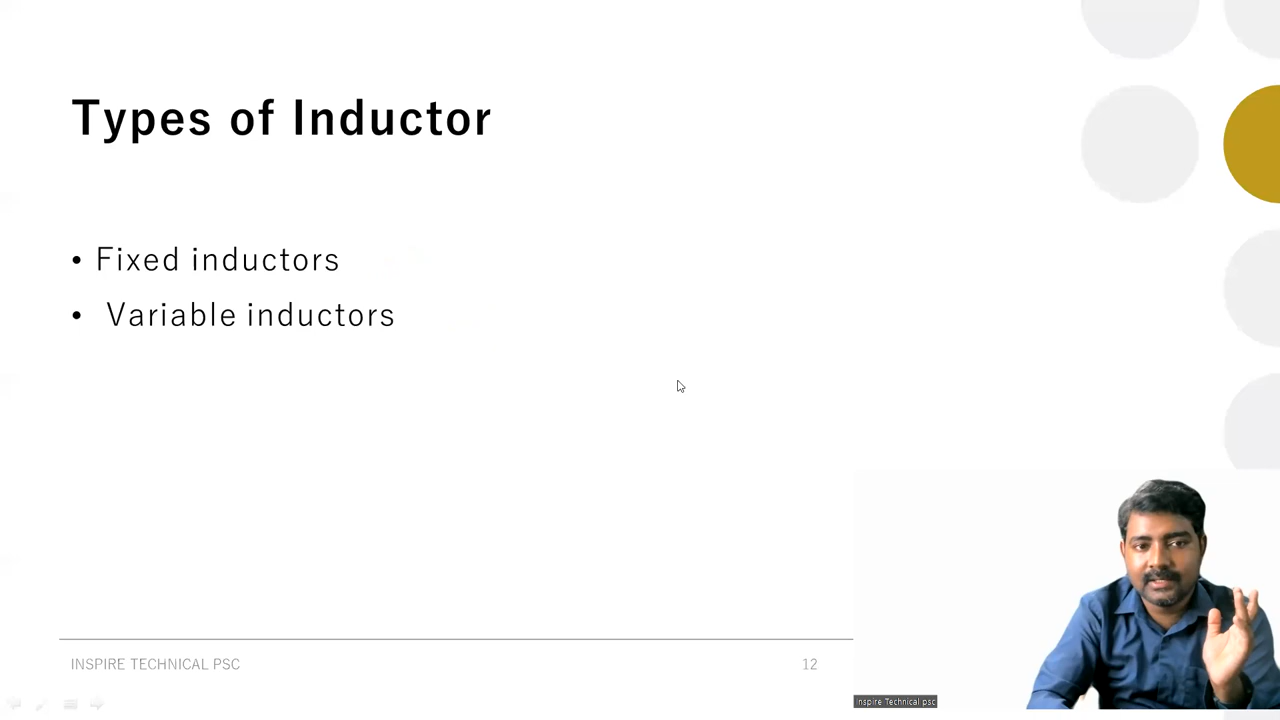 Types of Inductor
• Fixed inductors
• Variable inductors
INSPIRE TECHNICAL PSC
12
Inspire Technical psc